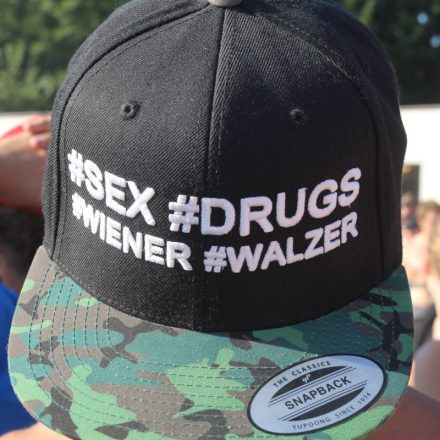 #SEX #DRUGS
#WIENER #WALZER
THE CLASSICS
SNAPBACK
YUPOONG SINCE 1974